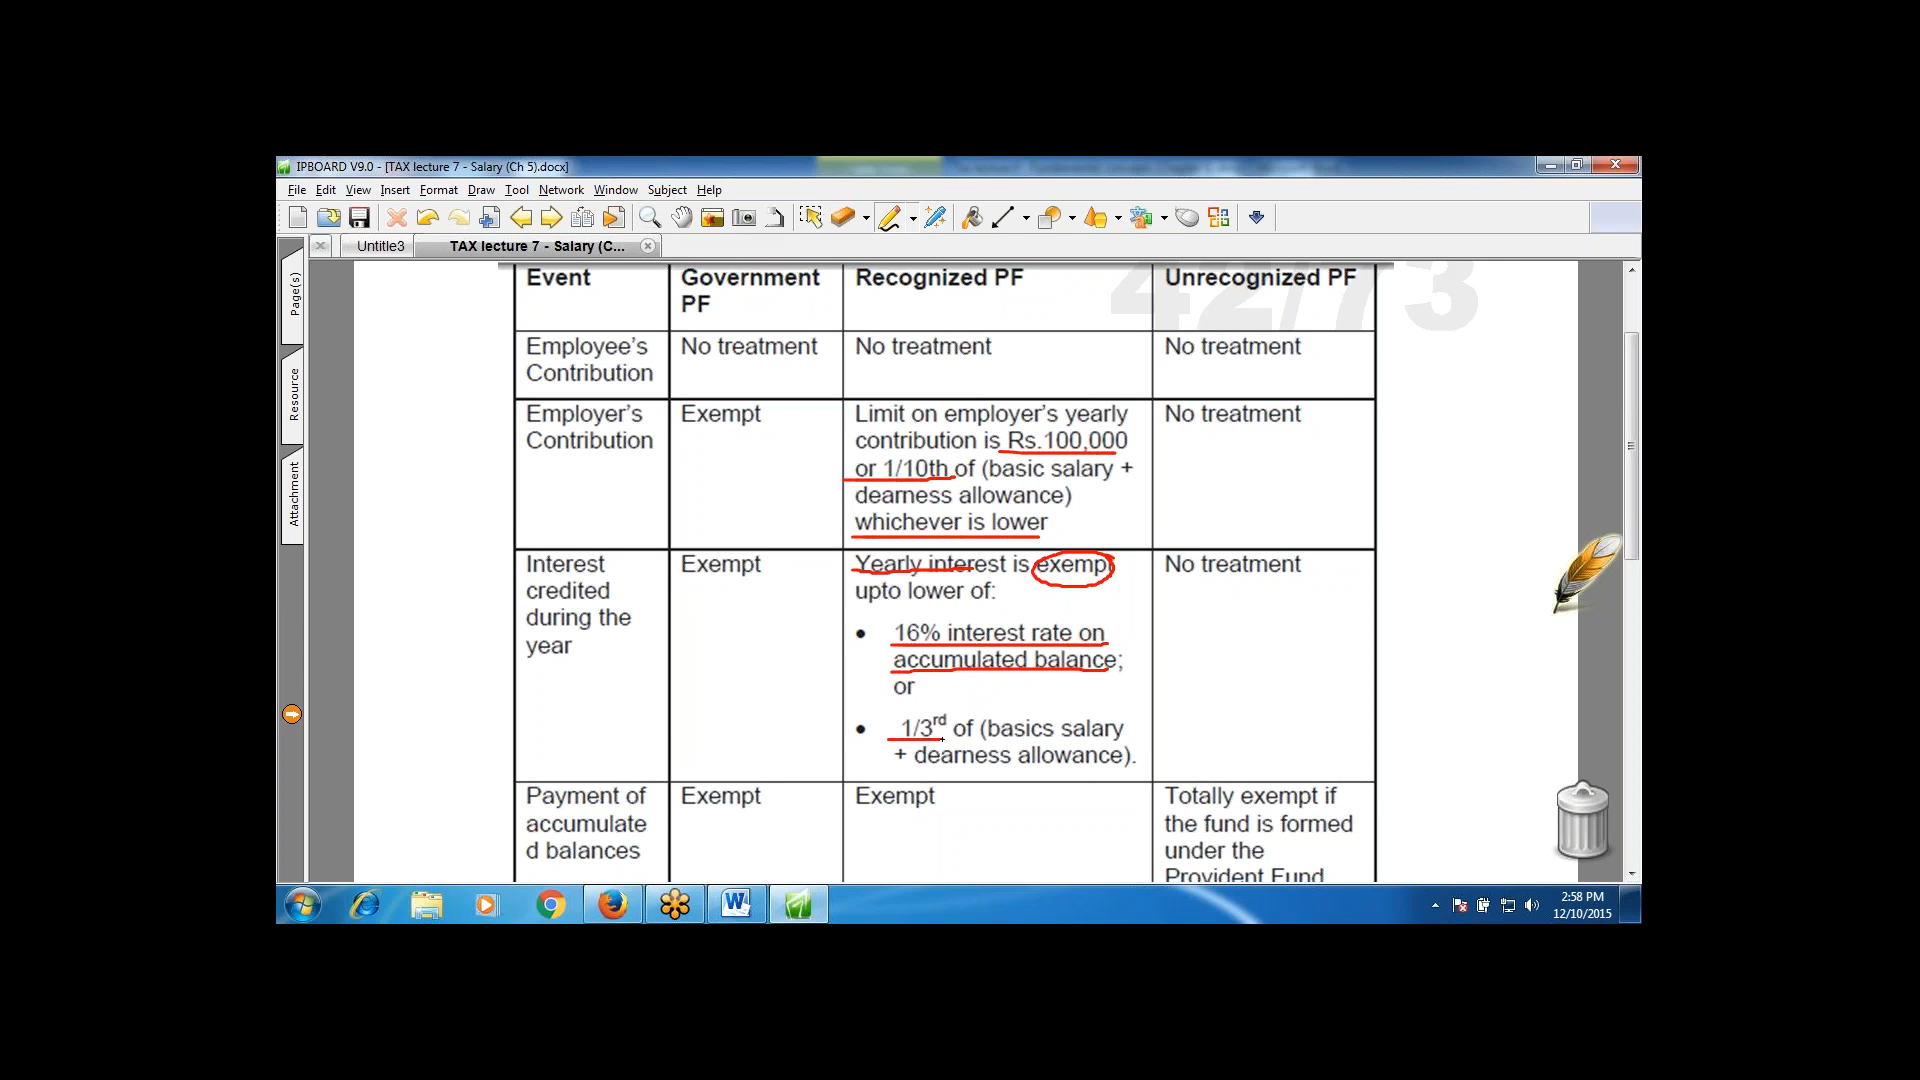 IPBOARD V9.0 - [TAX lecture 7 - Salary (Ch 5).docx]
File Edit View Insert Format Tool Network Window Subject Help
Untitle3 TAX lecture 7 - Salary (C...
Page(s)
Resource
Attachment
42/73
Event
Government
PF
Recognized PF
Unrecognized PF
Employee's
Contribution
No treatment
No treatment
No treatment
Employer's
Contribution
Exempt
Limit on employer's yearly
contribution is Rs.100,000
or 1/10th of (basic salary +
dearness allowance)
whichever is lower
No treatment
Interest
credited
during the
year
Exempt
Yearly interest is exempt
upto lower of:
• 16% interest rate on
accumulated balance;
or
• 1/3rd of (basics salary
+ dearness allowance).
No treatment
Payment of
accumulate
d balances
Exempt
Exempt
Totally exempt if
the fund is formed
under the
Provident Fund
2:58 PM
12/10/2015